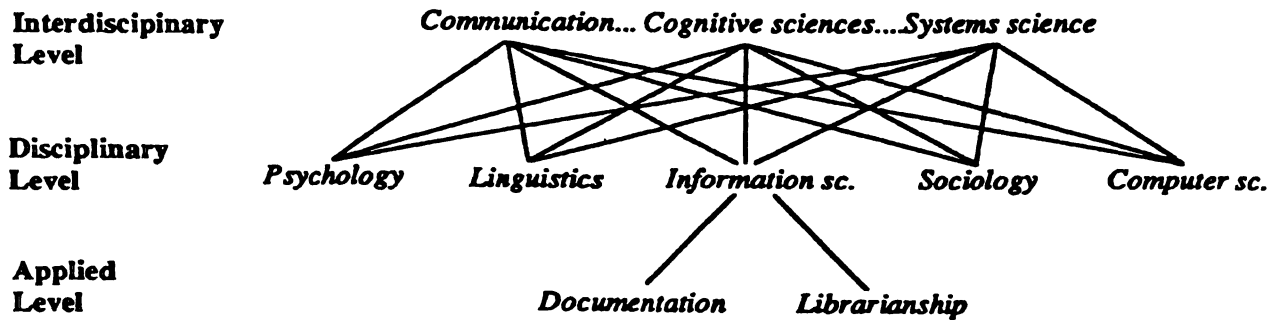 Interdiscipinary Level
Communication... Cognitive sciences....Systems science
Disciplinary Level
Psychology Linguistics Information sc. Sociology Computer sc.
Applied Level
Documentation Librarianship